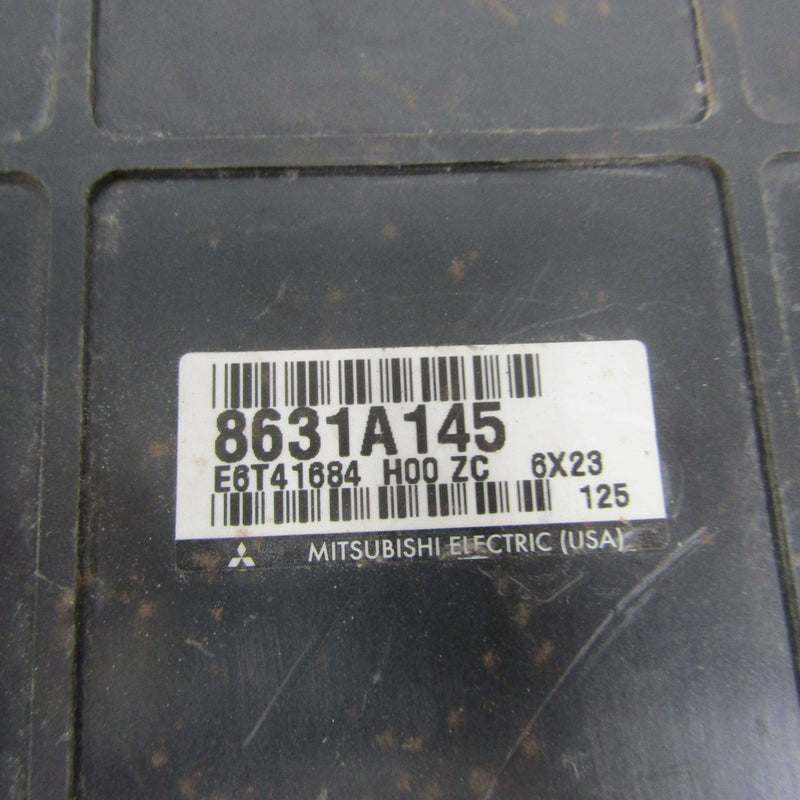 8631A145
E6T41684 H00 ZC 6X23
125
MITSUBISHI ELECTRIC (USA)